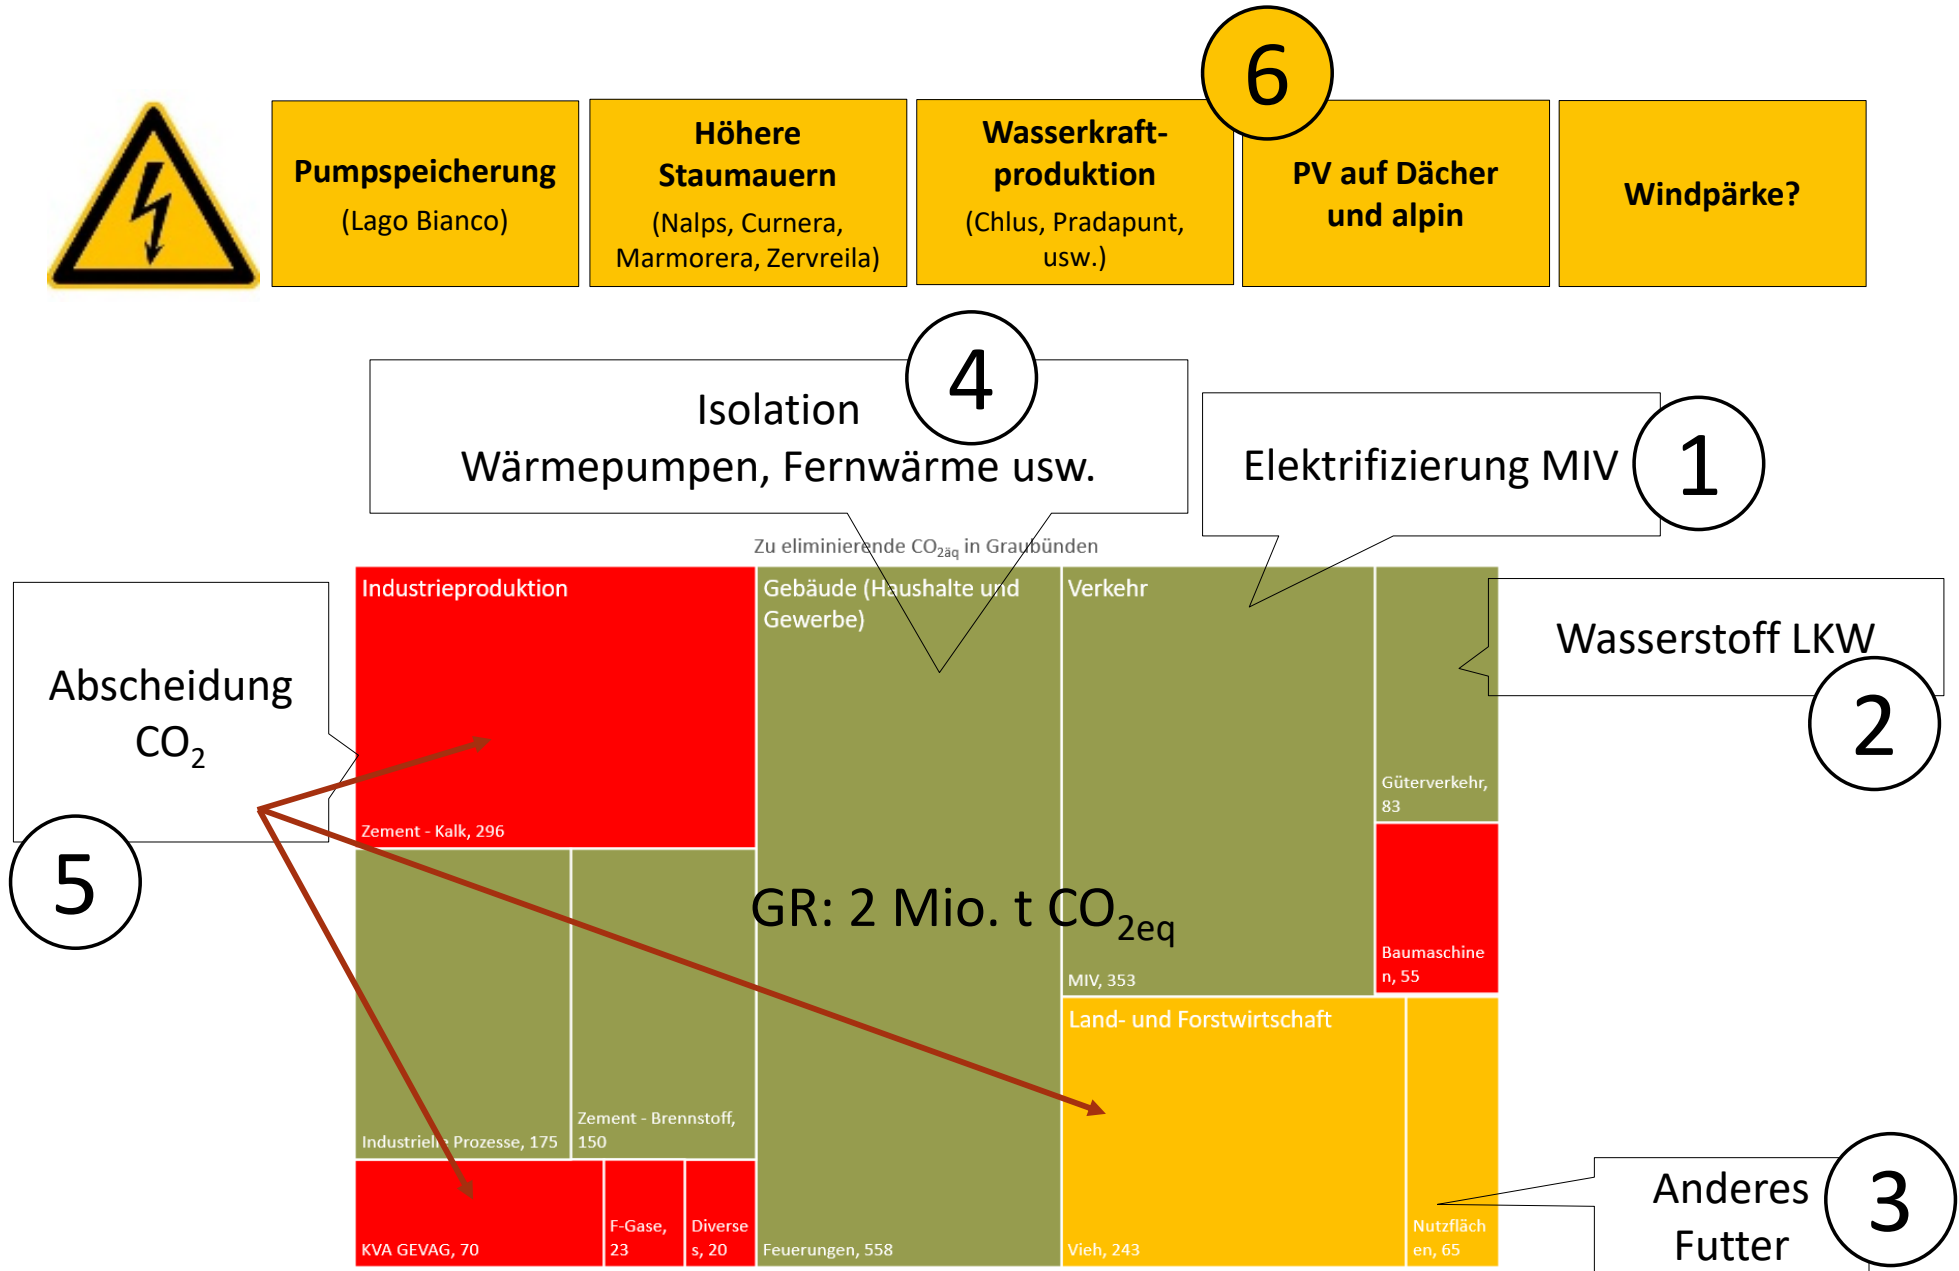 6
Pumpspeicherung
(Lago Bianco)
Höhere
Staumauern
(Nalps, Curnera,
Marmorera, Zervreila)
Wasserkraft-
produktion
(Chlus, Pradapunt,
usw.)
PV auf Dächer
und alpin
Windpärke?
4
Isolation
Wärmepumpen, Fernwärme usw.
Elektrifizierung MIV
1
Zu eliminierende CO2äq in Graubünden
Abscheidung
CO2
5
Industrieproduktion
Zement - Kalk, 296
Industrielle Prozesse, 175
Zement - Brennstoff,
150
KVA GEVAG, 70
F-Gase,
23
Diverse
s, 20
Gebäude (Haushalte und
Gewerbe)
Feuerungen, 558
GR: 2 Mio. t CO2eq
Verkehr
MIV, 353
Güterverkehr,
83
Baumaschine
n, 55
Wasserstoff LKW
2
Land- und Forstwirtschaft
Vieh, 243
Nutzfläch
en, 65
Anderes
Futter
3